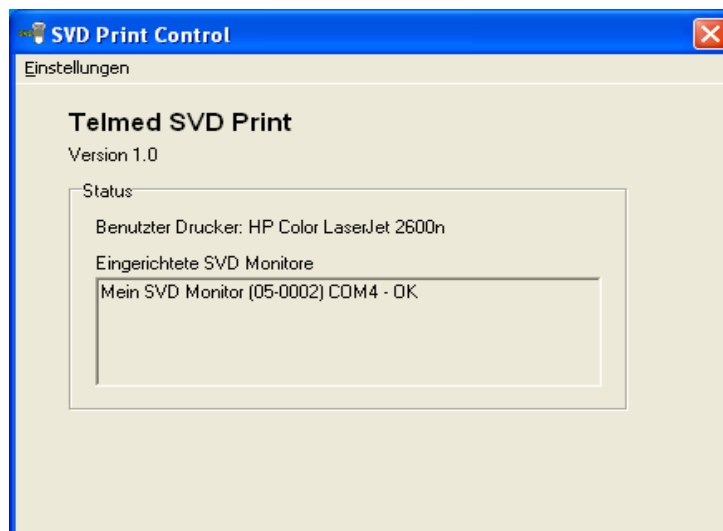 SVD Print Control
Einstellungen
Telmed SVD Print
Version 1.0
Status
Benutzter Drucker: HP Color LaserJet 2600n
Eingerichtete SVD Monitore
Mein SVD Monitor (05-0002) COM4 - OK